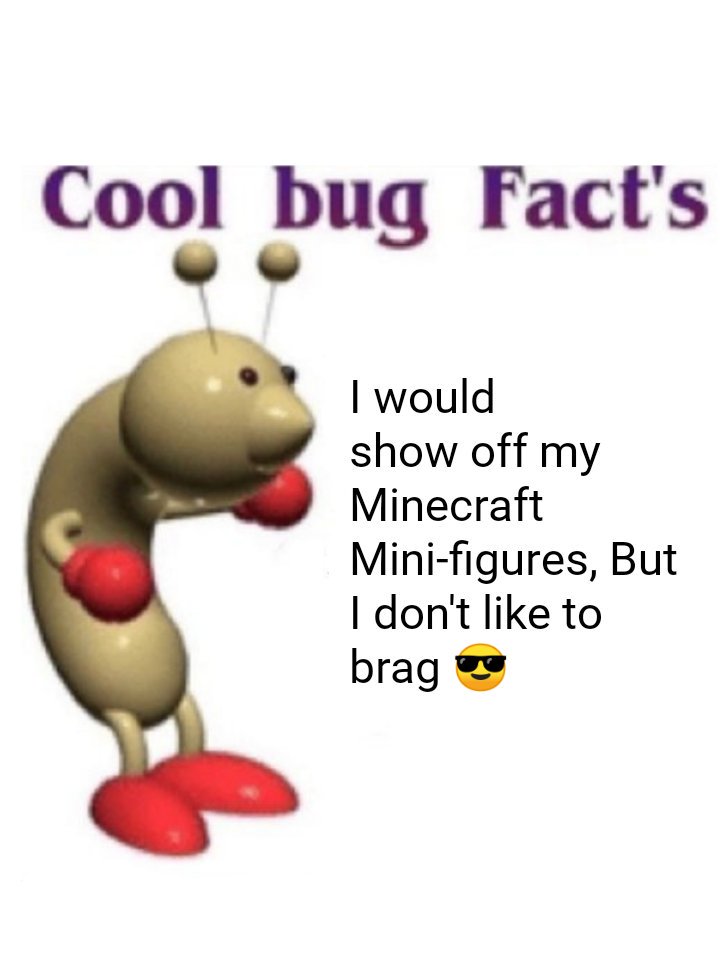 Cool bug Fact's
I would
show off my
Minecraft
Mini-figures, But
I don't like to
brag 😎